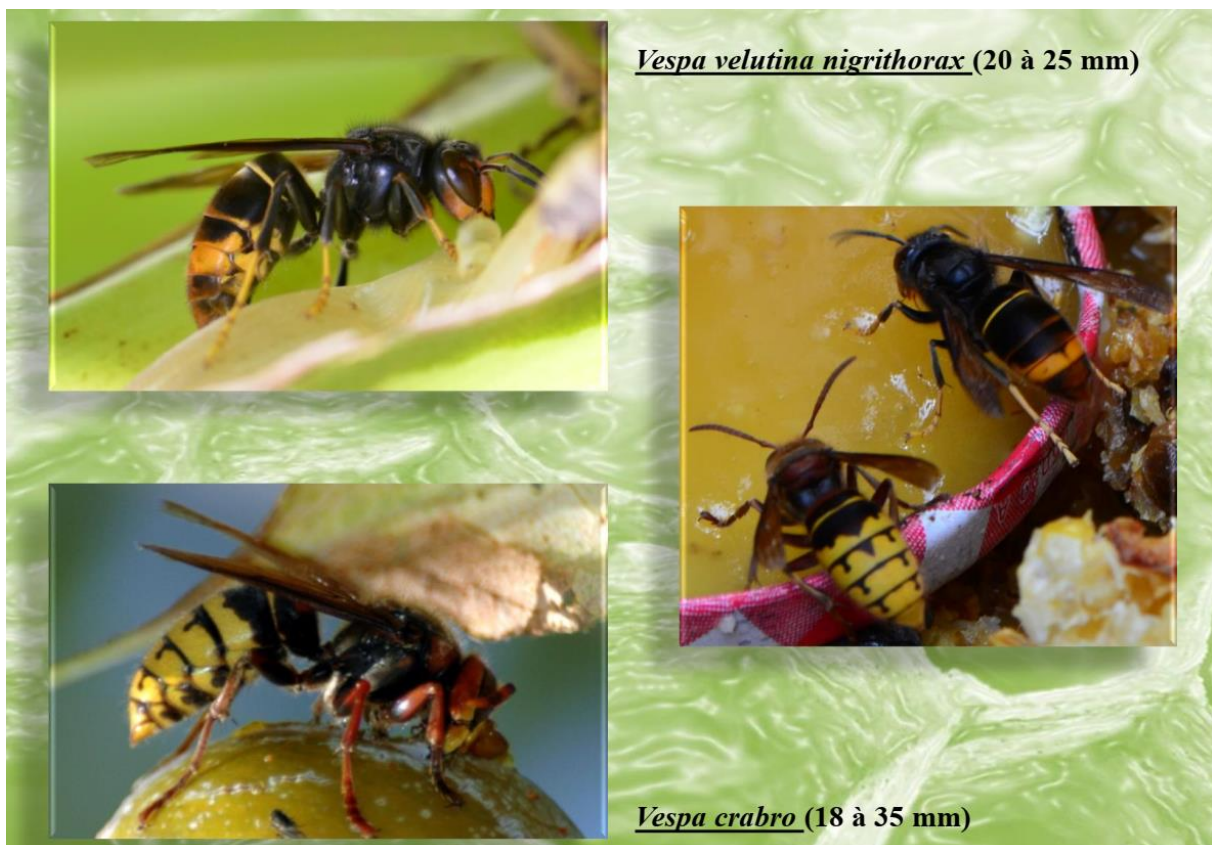 Vespa velutina nigrithorax (20 à 25 mm)
Vespa crabro (18 à 35 mm)